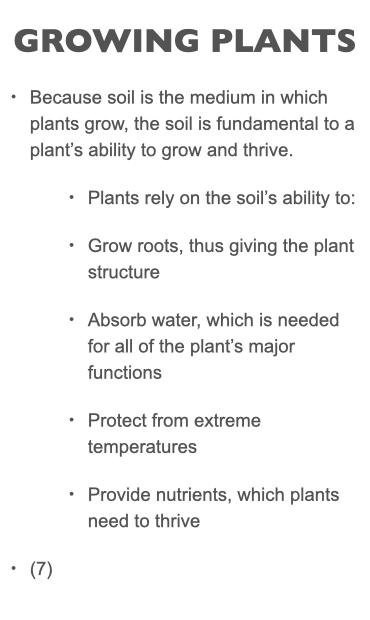 GROWING PLANTS
• Because soil is the medium in which
plants grow, the soil is fundamental to a
plant’s ability to grow and thrive.
• Plants rely on the soil’s ability to:
• Grow roots, thus giving the plant
structure
• Absorb water, which is needed
for all of the plant’s major
functions
• Protect from extreme
temperatures
• Provide nutrients, which plants
need to thrive
• (7)